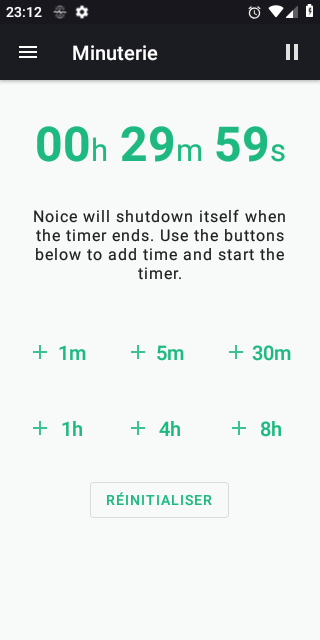 23:12
Minuterie
00h 29m 59s
Noice will shutdown itself when
the timer ends. Use the buttons
below to add time and start the
timer.
+ 1m + 5m + 30m
+ 1h + 4h + 8h
RÉINITIALISER